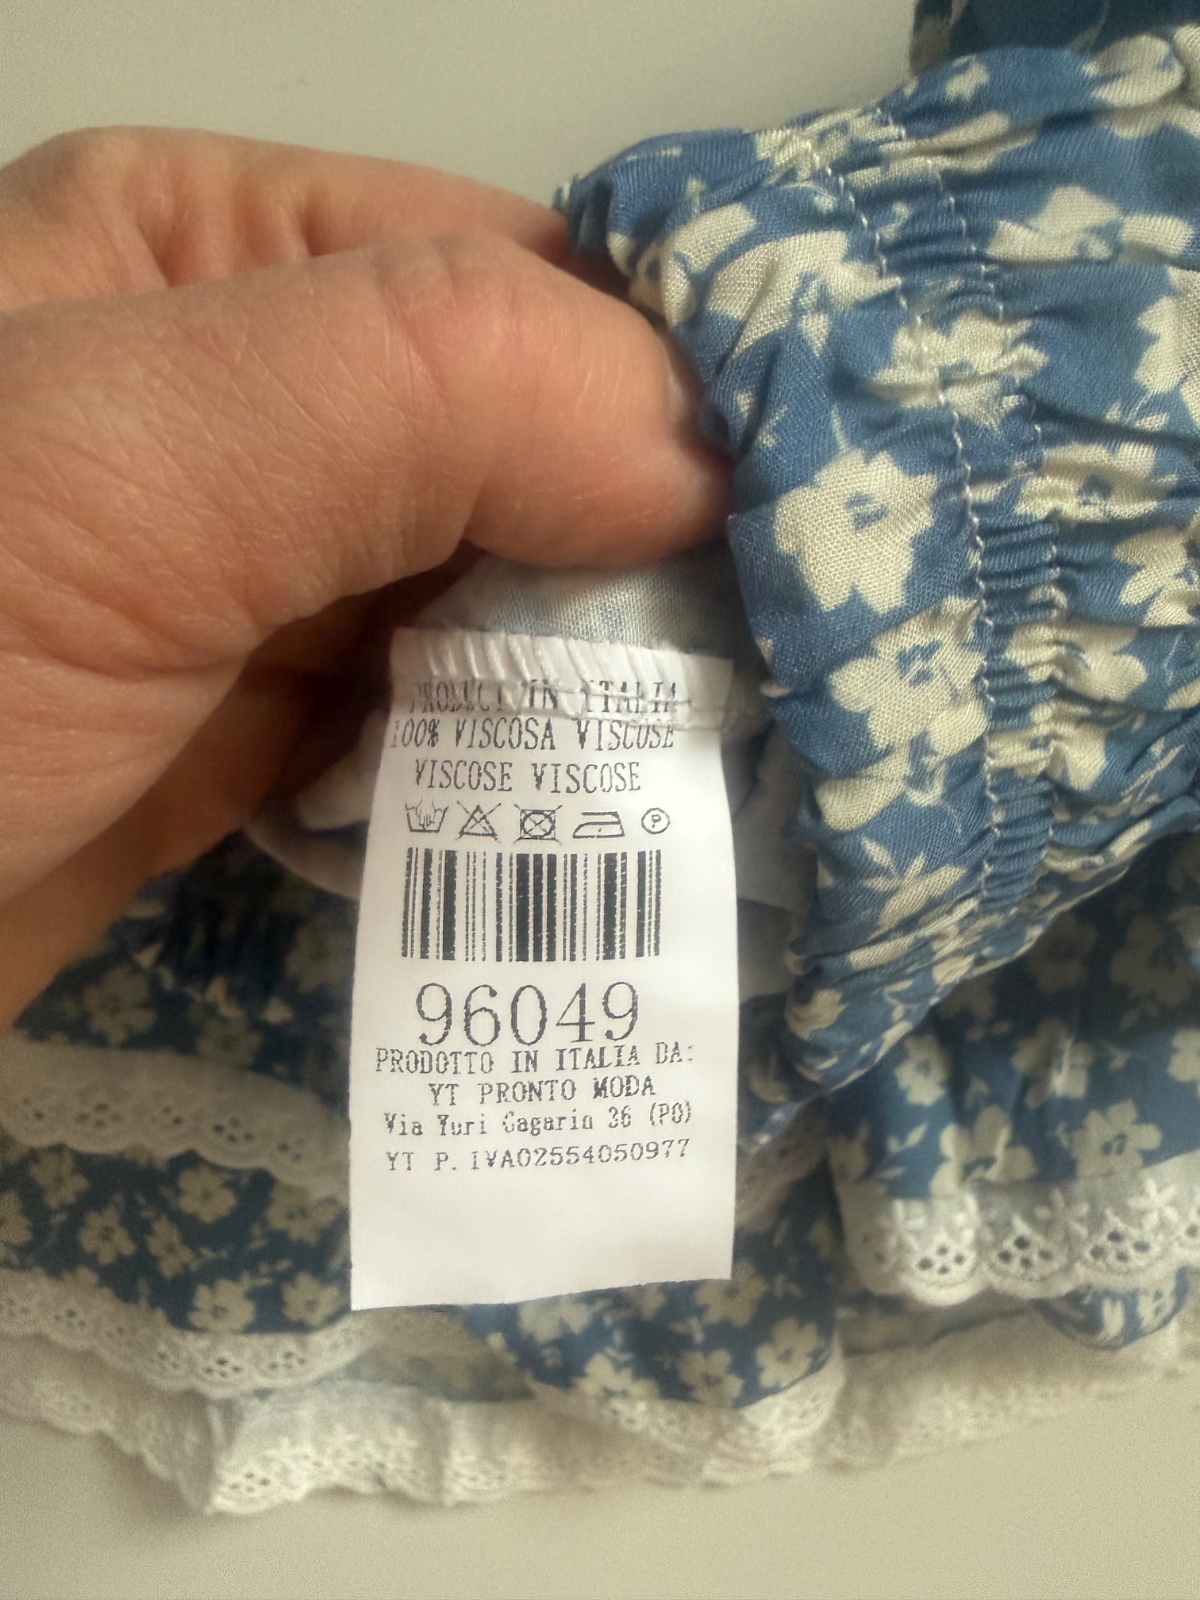 PRODUCT IN ITALIA
100% VISCOSA VISCOSE
VISCOSE VISCOSE
P
96049
PRODOTTO IN ITALIA DA:
YT PRONTO MODA
Via Yuri Gagarin 36 (PO)
YT P. IVA02554050977